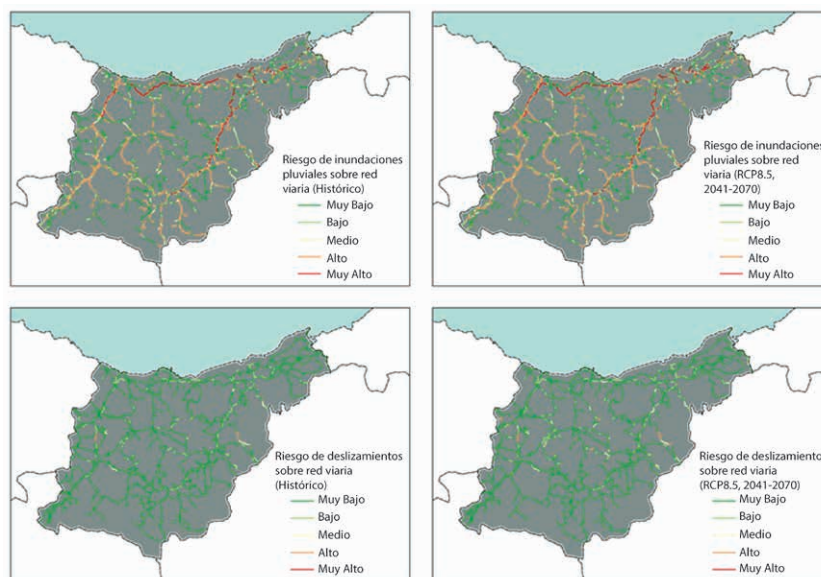 Riesgo de inundaciones
pluviales sobre red
viaria (Histórico)
Muy Bajo
Bajo
Medio
Alto
Muy Alto
Riesgo de inundaciones
pluviales sobre red
viaria (RCP8.5,
2041-2070)
Muy Bajo
Bajo
Medio
Alto
Muy Alto
Riesgo de deslizamientos
sobre red viaria
(Histórico)
Muy Bajo
Bajo
Medio
Alto
Muy Alto
Riesgo de deslizamientos
sobre red viaria
(RCP8.5, 2041-2070)
Muy Bajo
Bajo
Medio
Alto
Muy Alto